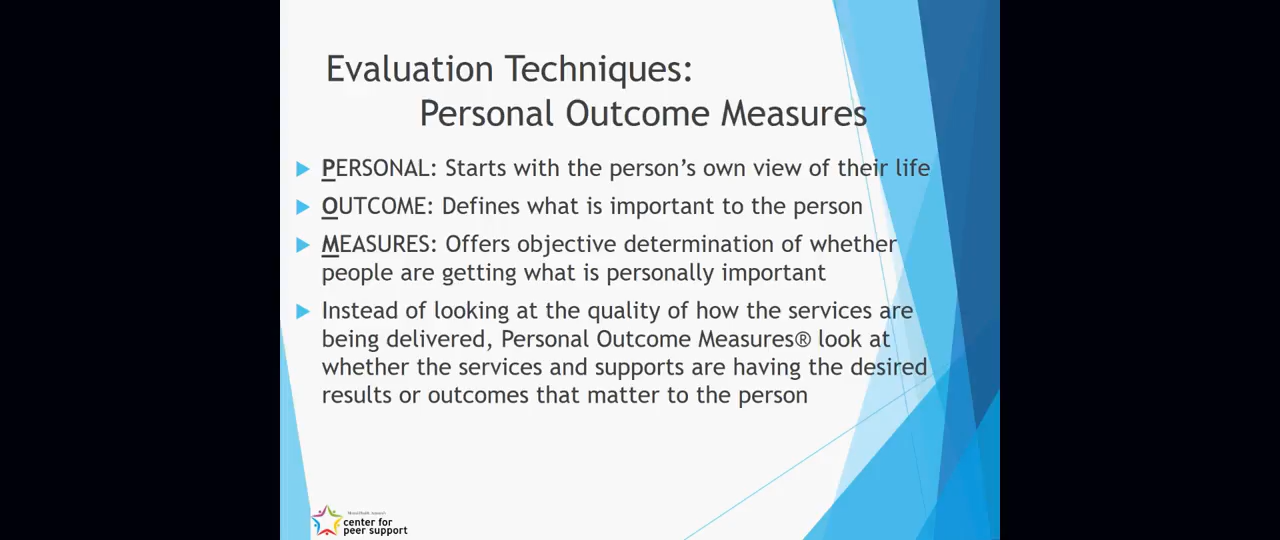 Evaluation Techniques:
Personal Outcome Measures
PERSONAL: Starts with the person's own view of their life
OUTCOME: Defines what is important to the person
MEASURES: Offers objective determination of whether
people are getting what is personally important
Instead of looking at the quality of how the services are
being delivered, Personal Outcome Measures® look at
whether the services and supports are having the desired
results or outcomes that matter to the person
center for
peer support